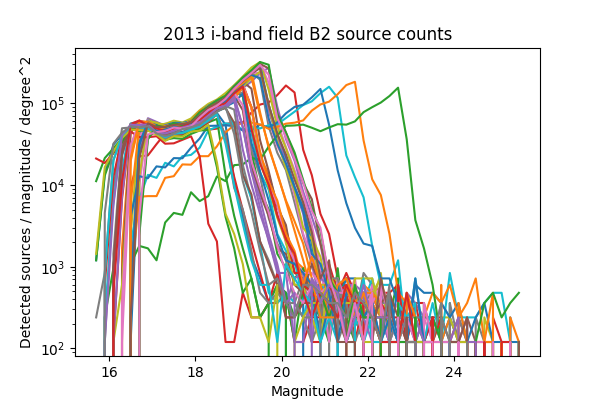 2013 i-band field B2 source counts
Detected sources / magnitude / degree^2
10^5
10^4
10^3
10^2
16 18 20 22 24
Magnitude